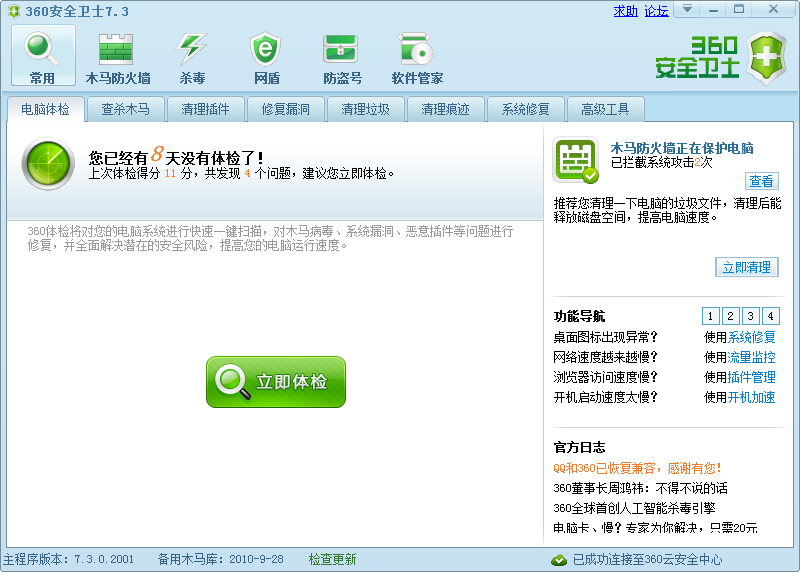 360安全卫士7.3
求助 论坛
常用 木马防火墙 杀毒 网盾 防盗号 软件管家
360
安全卫士
电脑体检 查杀木马 清理插件 修复漏洞 清理垃圾 清理痕迹 系统修复 高级工具
您已经有8天没有体检了!
上次体检得分 11 分，共发现 4 个问题，建议您立即体检。
360体检将对您的电脑系统进行快速一键扫描，对木马病毒、系统漏洞、恶意插件等问题进行
修复，并全面解决潜在的安全风险，提高您的电脑运行速度。
立即体检
木马防火墙正在保护电脑
已拦截系统攻击2次
查看
推荐您清理一下电脑的垃圾文件，清理后能
释放磁盘空间，提高电脑速度。
立即清理
功能导航 1 2 3 4
桌面图标出现异常? 使用系统修复
网络速度越来越慢? 使用流量监控
浏览器访问速度慢? 使用插件管理
开机启动速度太慢? 使用开机加速
官方日志
QQ和360已恢复兼容，感谢有您!
360董事长周鸿祎：不得不说的话
360全球首创人工智能杀毒引擎
电脑卡、慢? 专家为你解决，只需20元
主程序版本：7.3.0.2001 备用木马库：2010-9-28 检查更新
已成功连接至360云安全中心